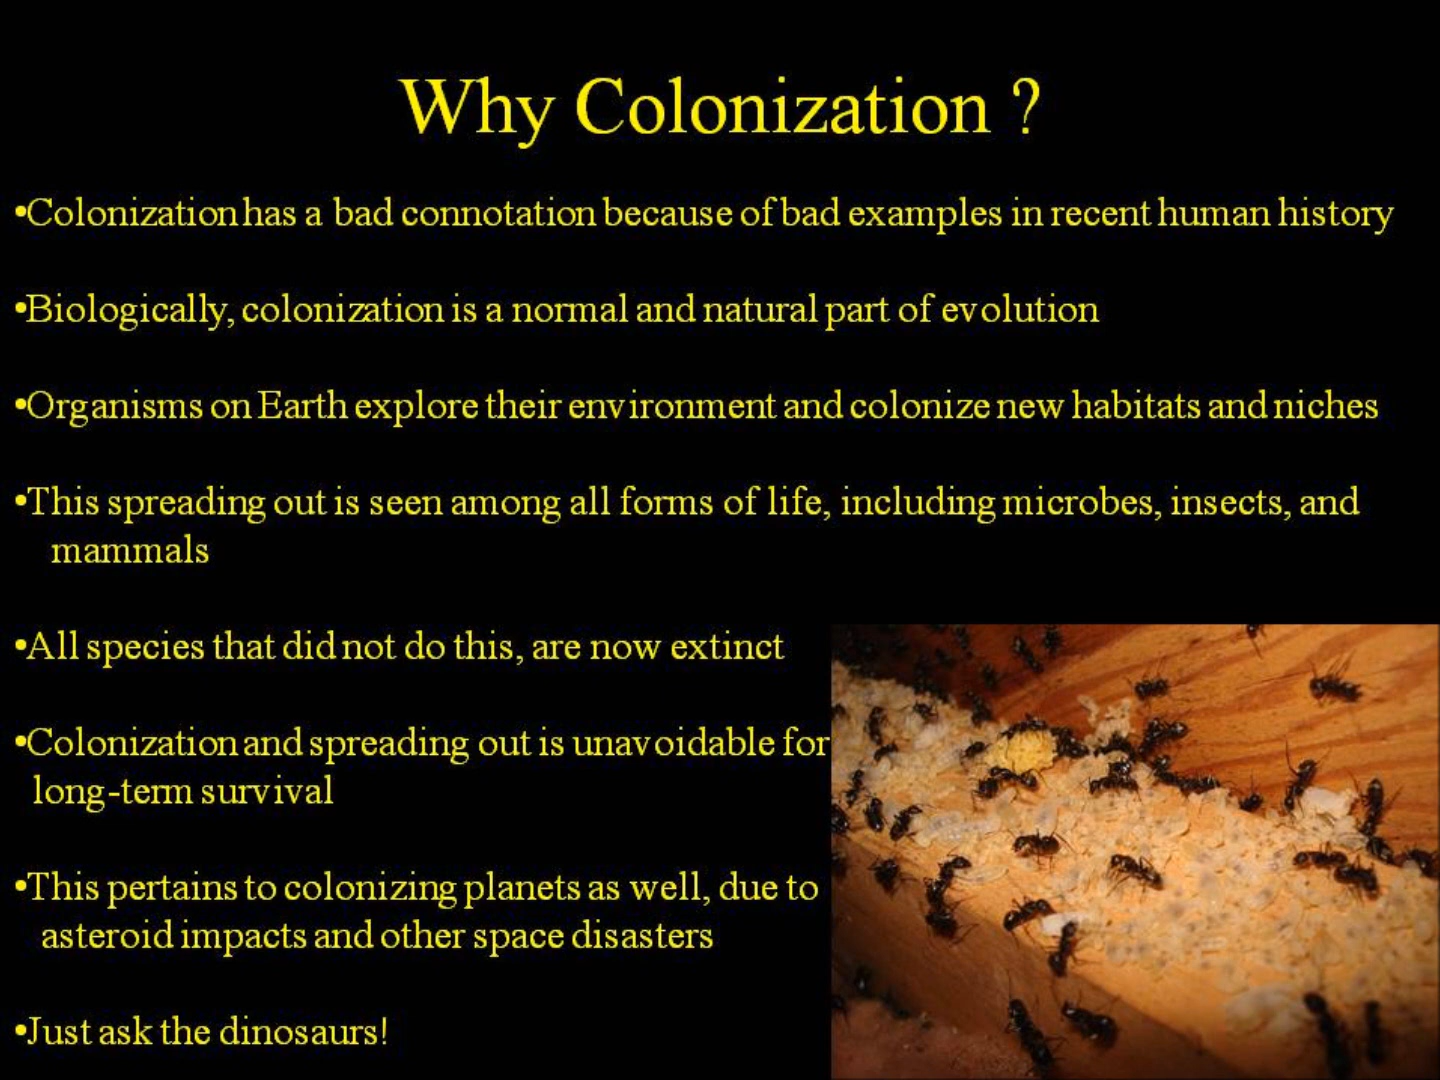 Why Colonization ?
•Colonization has a bad connotation because of bad examples in recent human history
•Biologically, colonization is a normal and natural part of evolution
•Organisms on Earth explore their environment and colonize new habitats and niches
•This spreading out is seen among all forms of life, including microbes, insects, and
mammals
•All species that did not do this, are now extinct
•Colonization and spreading out is unavoidable for
long-term survival
•This pertains to colonizing planets as well, due to
asteroid impacts and other space disasters
•Just ask the dinosaurs!